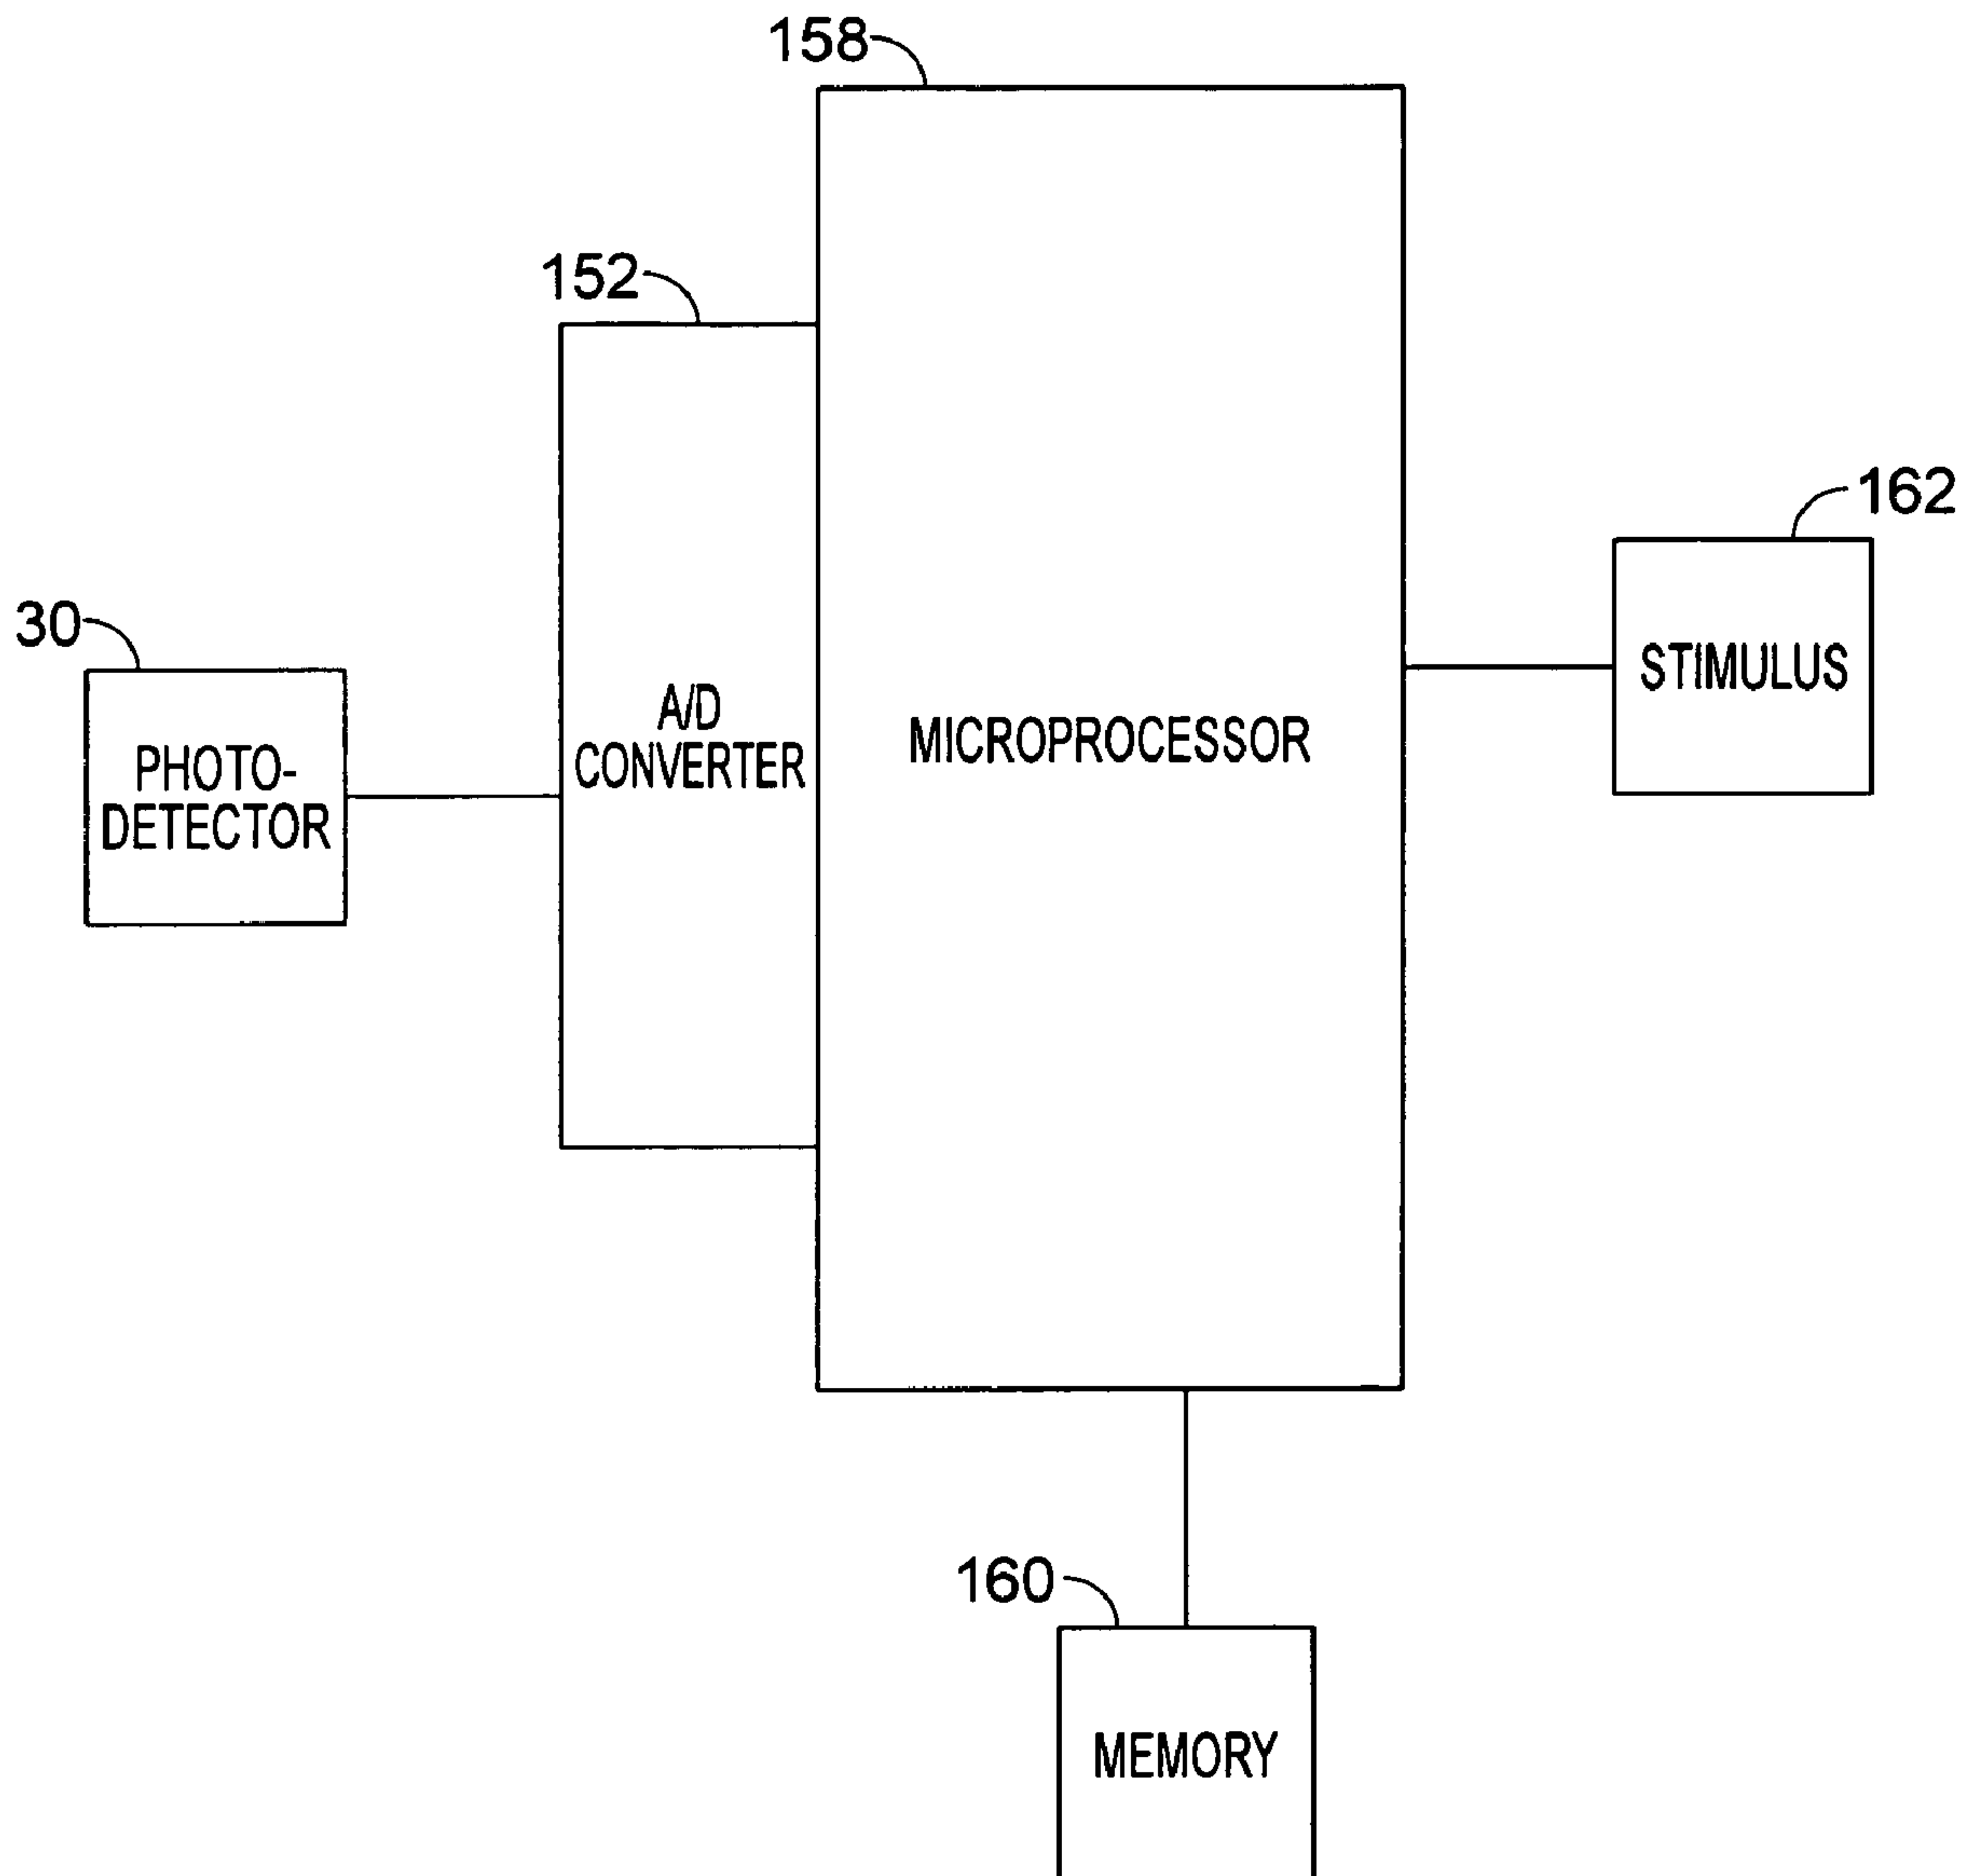 158
152
162
30
STIMULUS
A/D
CONVERTER
MICROPROCESSOR
PHOTO-
DETECTOR
160
MEMORY